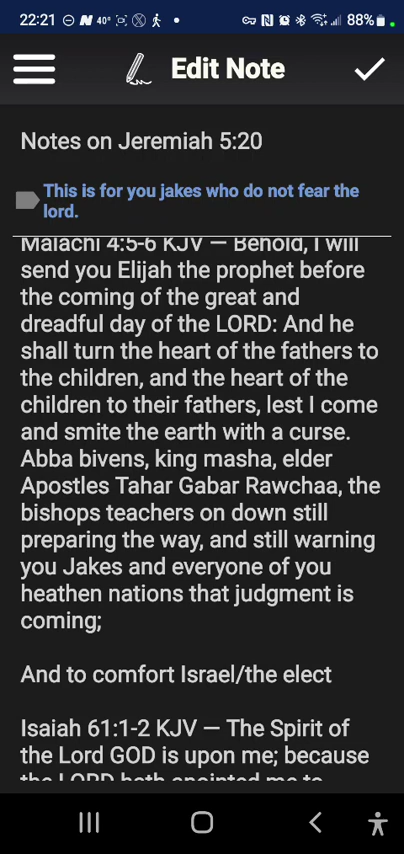 22:21 N 40° 88%
Edit Note
Notes on Jeremiah 5:20
This is for you jakes who do not fear the
lord.
Malachi 4:5-6 KJV — Behold, I will
send you Elijah the prophet before
the coming of the great and
dreadful day of the LORD: And he
shall turn the heart of the fathers to
the children, and the heart of the
children to their fathers, lest I come
and smite the earth with a curse.
Abba bivens, king masha, elder
Apostles Tahar Gabar Rawchaa, the
bishops teachers on down still
preparing the way, and still warning
you Jakes and everyone of you
heathen nations that judgment is
coming;
And to comfort Israel/the elect
Isaiah 61:1-2 KJV — The Spirit of
the Lord GOD is upon me; because
the LORD hath anointed me to